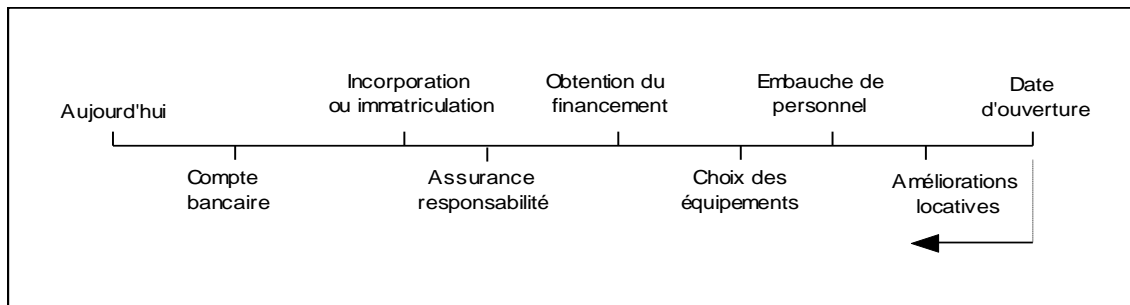 Aujourd'hui
Incorporation
ou immatriculation
Obtention du
financement
Embauche de
personnel
Date
d'ouverture
Compte
bancaire
Assurance
responsabilité
Choix des
équipements
Améliorations
locatives